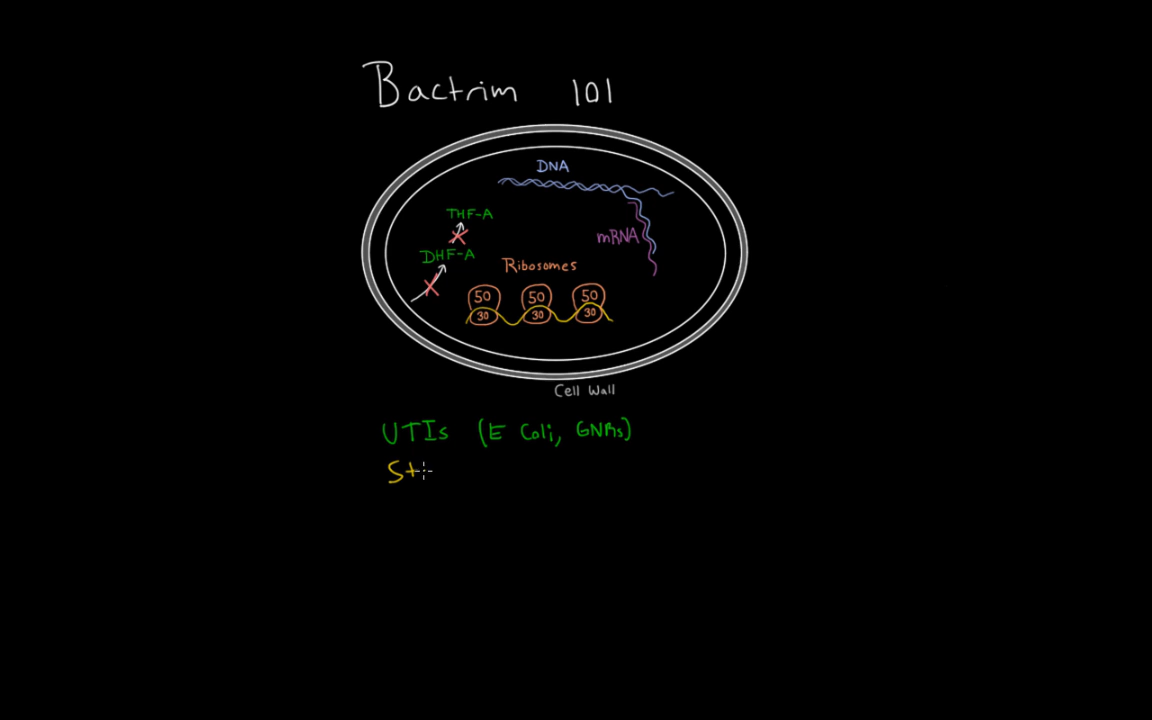 Bactrim 101
DNA
THF-A
mRNA
DHF-A
Ribosomes
50 50 50
30 30 30
Cell Wall
UTIs (E Coli, GNRs)
St